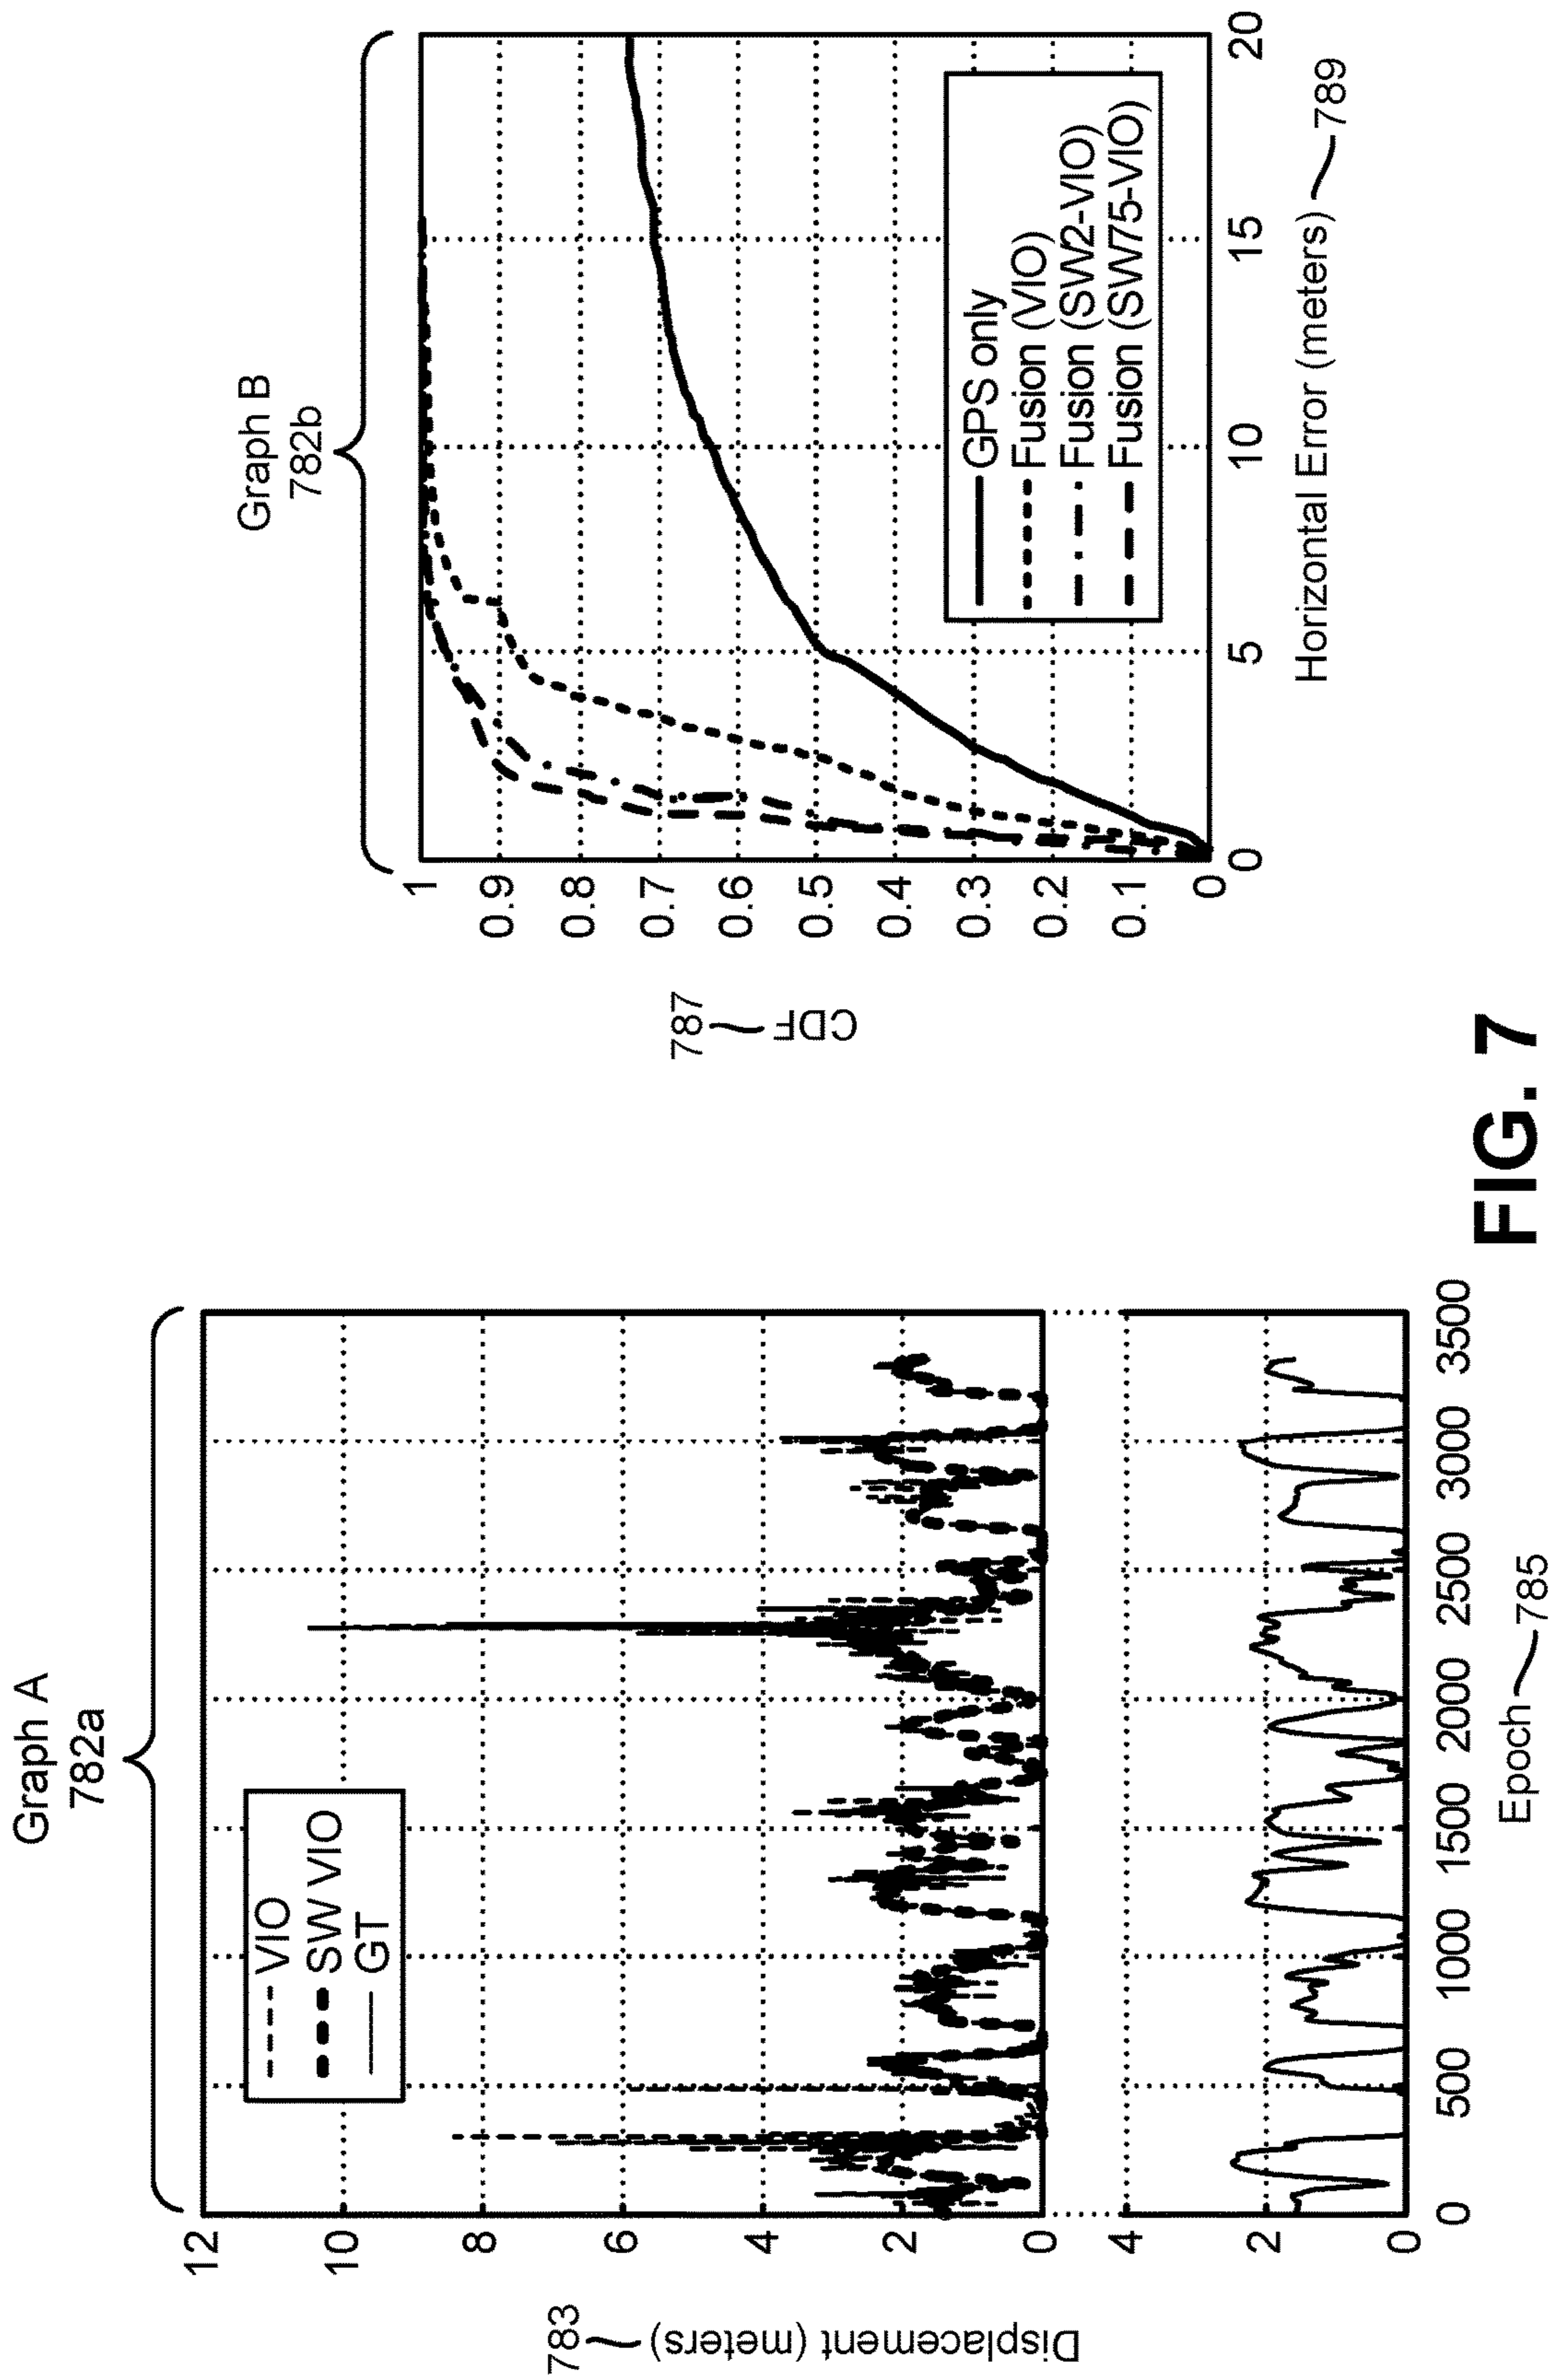 Graph A
782a
VIO
SW VIO
GT
12
10
8
6
4
2
0
4
2
0
Displacement (meters)
783
0
500
1000
1500
2000
2500
3000
3500
Epoch
785
Graph B
782b
1
0.9
0.8
0.7
0.6
0.5
0.4
0.3
0.2
0.1
0
CDF
787
GPS only
Fusion (VIO)
Fusion (SW2-VIO)
Fusion (SW75-VIO)
0
5
10
15
20
Horizontal Error (meters)
789
FIG. 7